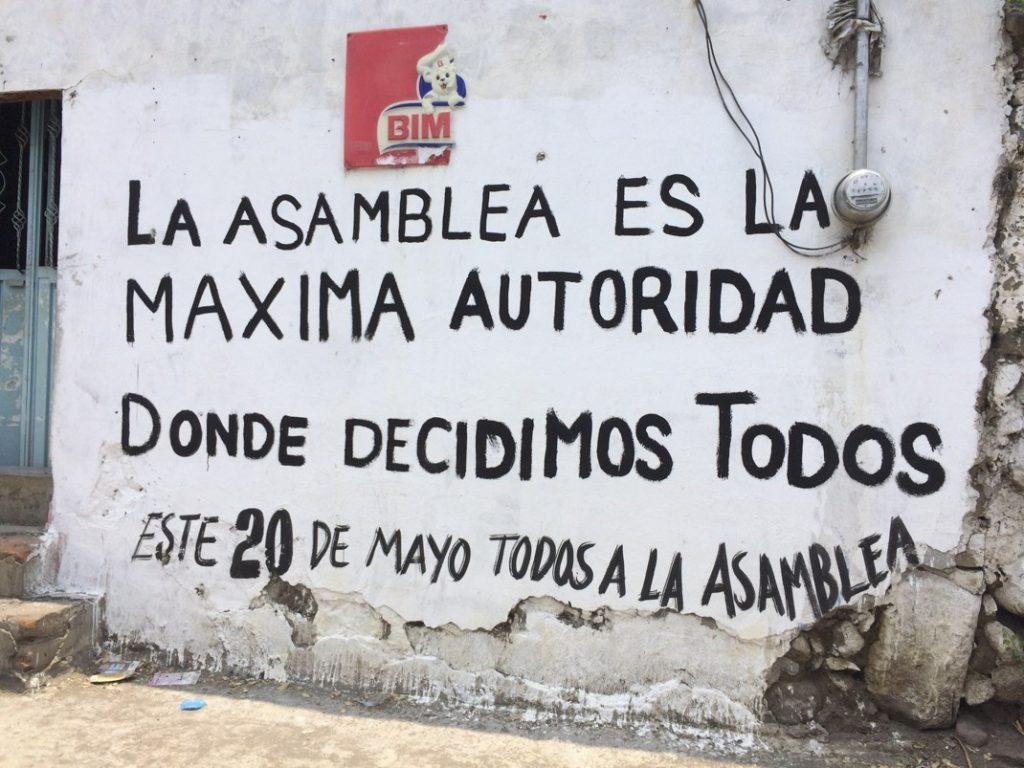 BIM
LA ASAMBLEA ES LA
MAXIMA AUTORIDAD
DONDE DECIDIMOS TODOS
ESTE 20 DE MAYO TODOS A LA ASAMBLEA